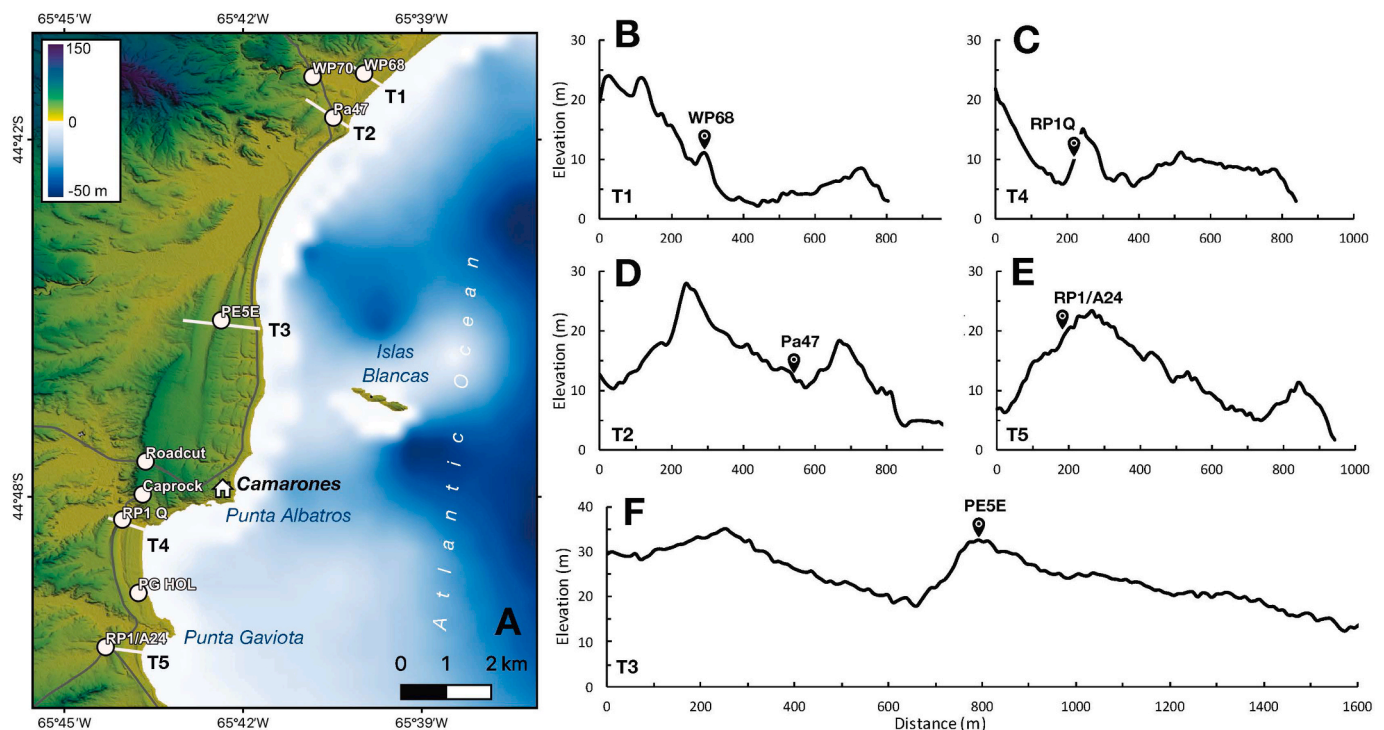 65°45'W
65°42'W
65°39'W
150
0
-50 m
44°42'S
44°48'S
WP70
WP68
T1
Pa47
T2
PE5E
T3
Islas
Blancas
Atlantic Ocean
Roadcut
Caprock
Camarones
RP1 Q
Punta Albatros
T4
PG HOL
RP1/A24
Punta Gaviota
T5
A
0 1 2 km
65°45'W
65°42'W
65°39'W
B
Elevation (m)
30
20
10
0
WP68
T1
0 200 400 600 800
C
30
20
10
0
RP1Q
T4
0 200 400 600 800 1000
D
Elevation (m)
30
20
10
0
Pa47
T2
E
30
20
10
0
RP1/A24
T5
0 200 400 600 800 1000
F
Elevation (m)
40
30
20
10
0
PE5E
T3
0 200 400 600 800 1000 1200 1400 1600
Distance (m)